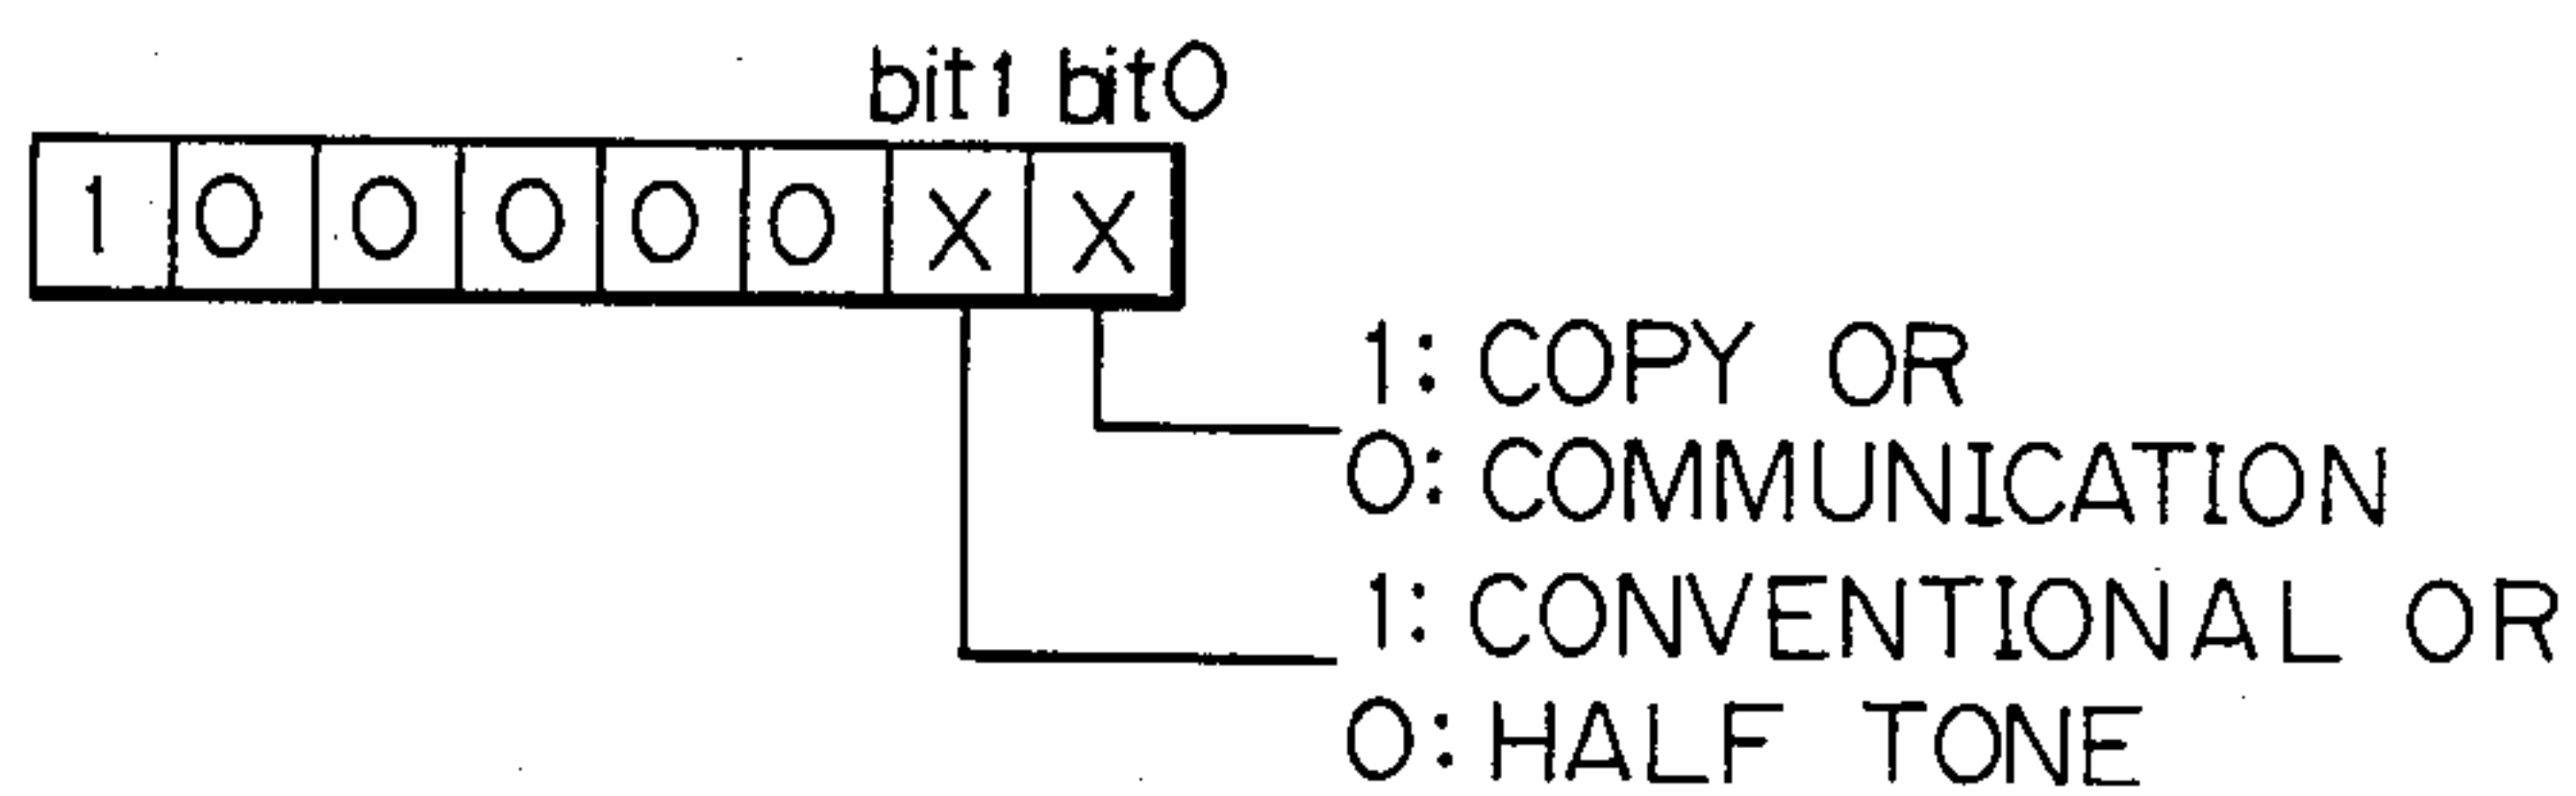 bit1 bit0
1 0 0 0 0 0 X X
1: COPY OR
0: COMMUNICATION
1: CONVENTIONAL OR
0: HALF TONE